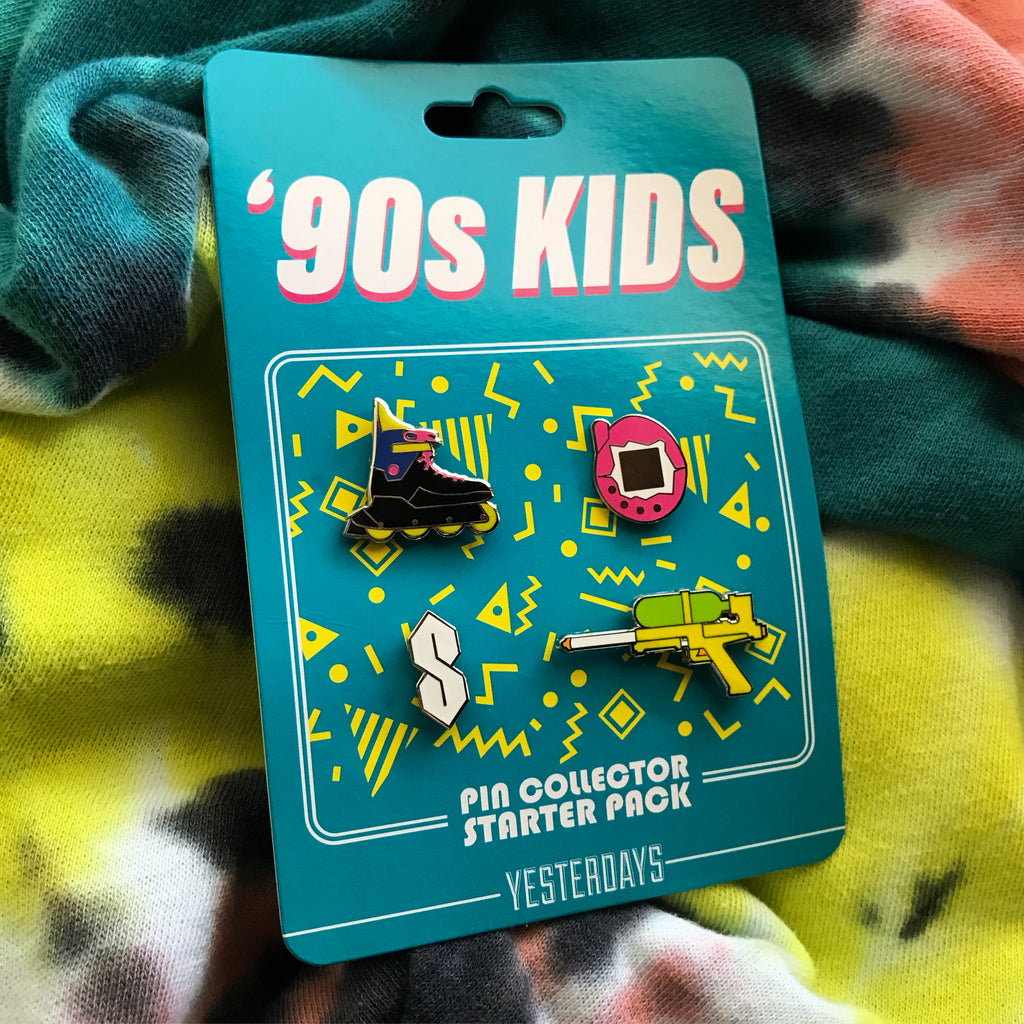 ‘90s KIDS
S
PIN COLLECTOR
STARTER PACK
YESTERDAYS